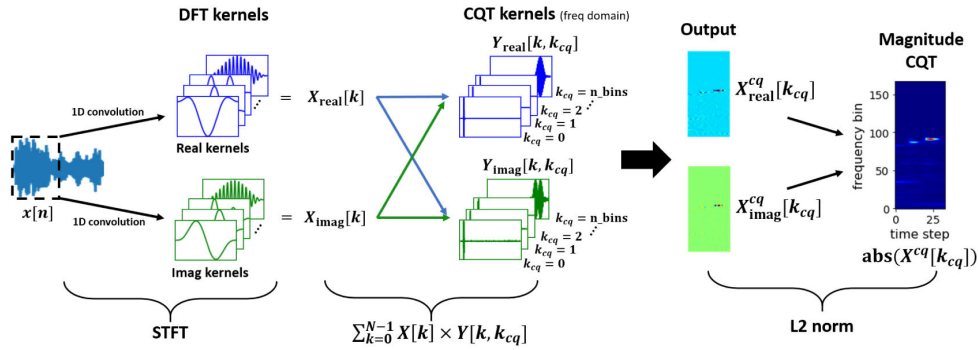 DFT kernels
CQT kernels (freq domain)
Output
Magnitude
CQT
Y_real[k, k_cq]
k_cq = n_bins
k_cq = 2
k_cq = 1
k_cq = 0
1D convolution
Real kernels
= X_real[k]
x[n]
1D convolution
Imag kernels
= X_imag[k]
Y_imag[k, k_cq]
k_cq = n_bins
k_cq = 2
k_cq = 1
k_cq = 0
X^cq_real[k_cq]
X^cq_imag[k_cq]
frequency bin
150
100
50
0
0 25
time step
abs(X^cq[k_cq])
STFT
∑_{k=0}^{N−1} X[k] × Y[k, k_cq]
L2 norm